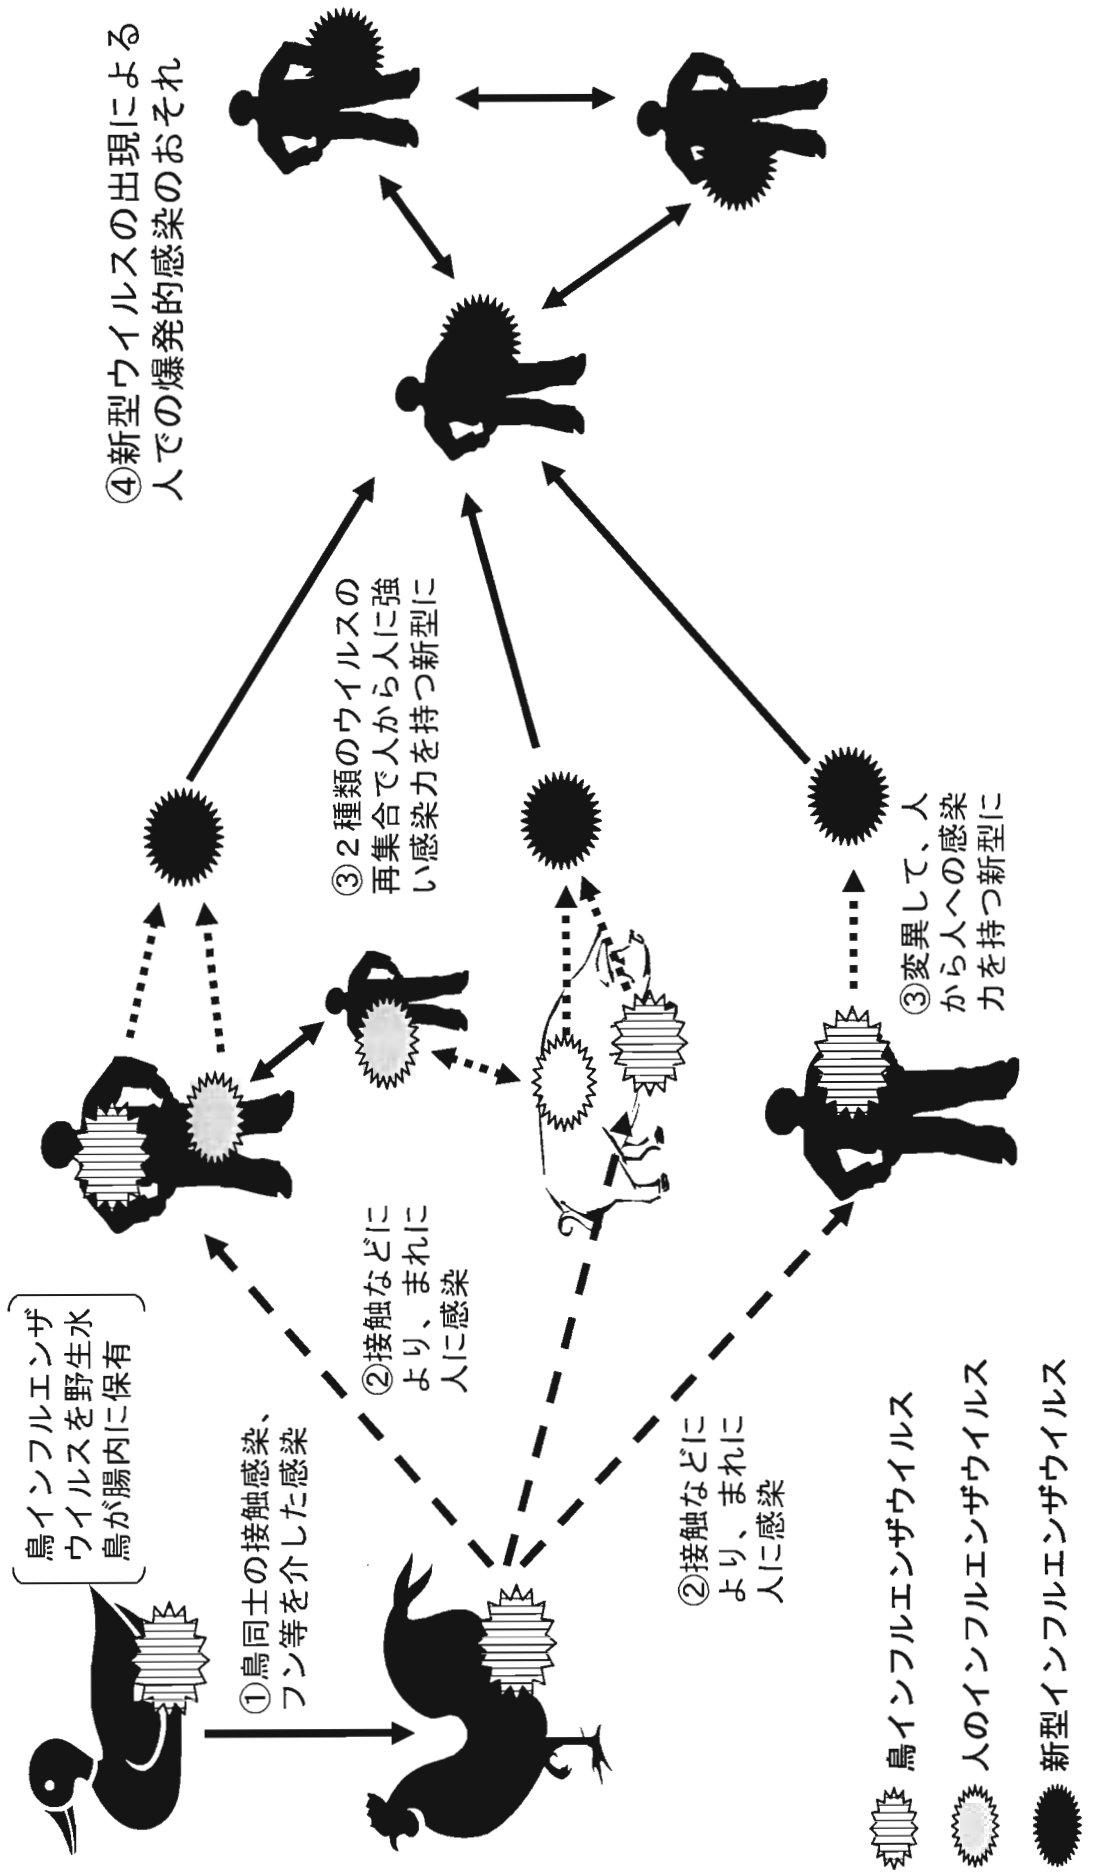 鳥インフルエンザ
ウイルスを野生水
鳥が腸内に保有
①鳥同士の接触感染、
フン等を介した感染
②接触などに
より、まれに
人に感染
②接触などに
より、まれに
人に感染
③2種類のウイルスの
再集合で人から人に強
い感染力を持つ新型に
③変異して、人
から人への感染
力を持つ新型に
④新型ウイルスの出現による
人での爆発的感染のおそれ
鳥インフルエンザウイルス
人のインフルエンザウイルス
新型インフルエンザウイルス